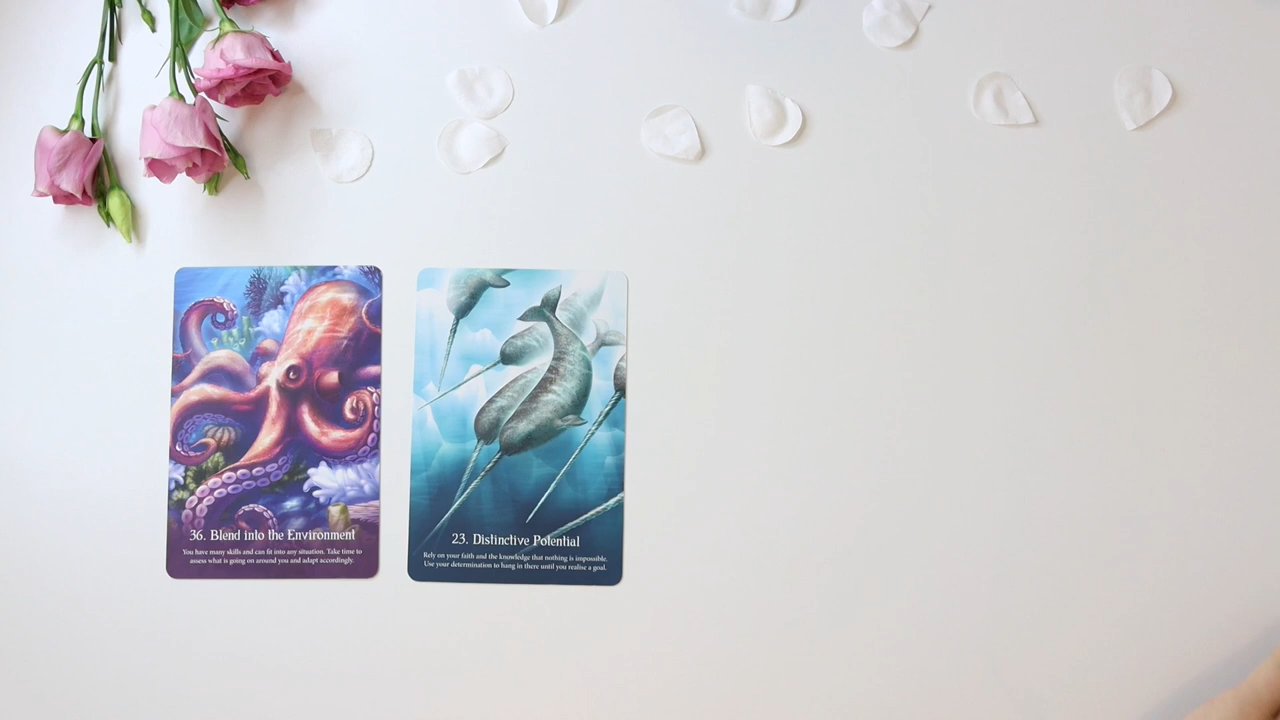 36. Blend into the Environment
You have many skills and can fit into any situation. Take time to
assess what is going on around you and adapt accordingly.
23. Distinctive Potential
Rely on your faith and the knowledge that nothing is impossible.
Use your determination to hang in there until you realise a goal.